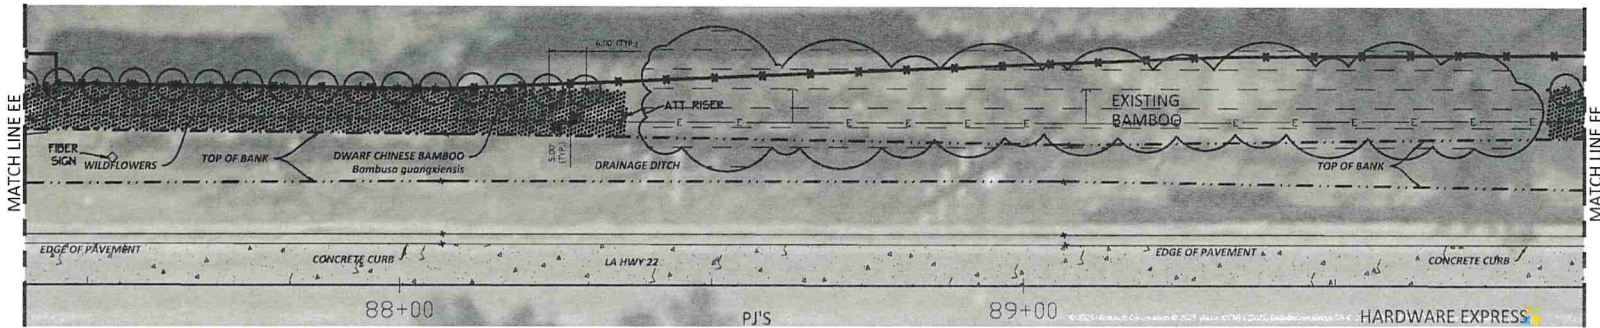 MATCH LINE EE
6.00' (TYP.)
ATT RISER
EXISTING
BAMBOO
E E E E E E E E E E
FIBER
SIGN
WILDFLOWERS
TOP OF BANK
DWARF CHINESE BAMBOO
Bambusa guangxiensis
5.00'
(TYP.)
DRAINAGE DITCH
TOP OF BANK
MATCH LINE FF
EDGE OF PAVEMENT
CONCRETE CURB
LA HWY 22
EDGE OF PAVEMENT
CONCRETE CURB
88+00
PJ'S
89+00
HARDWARE EXPRESS